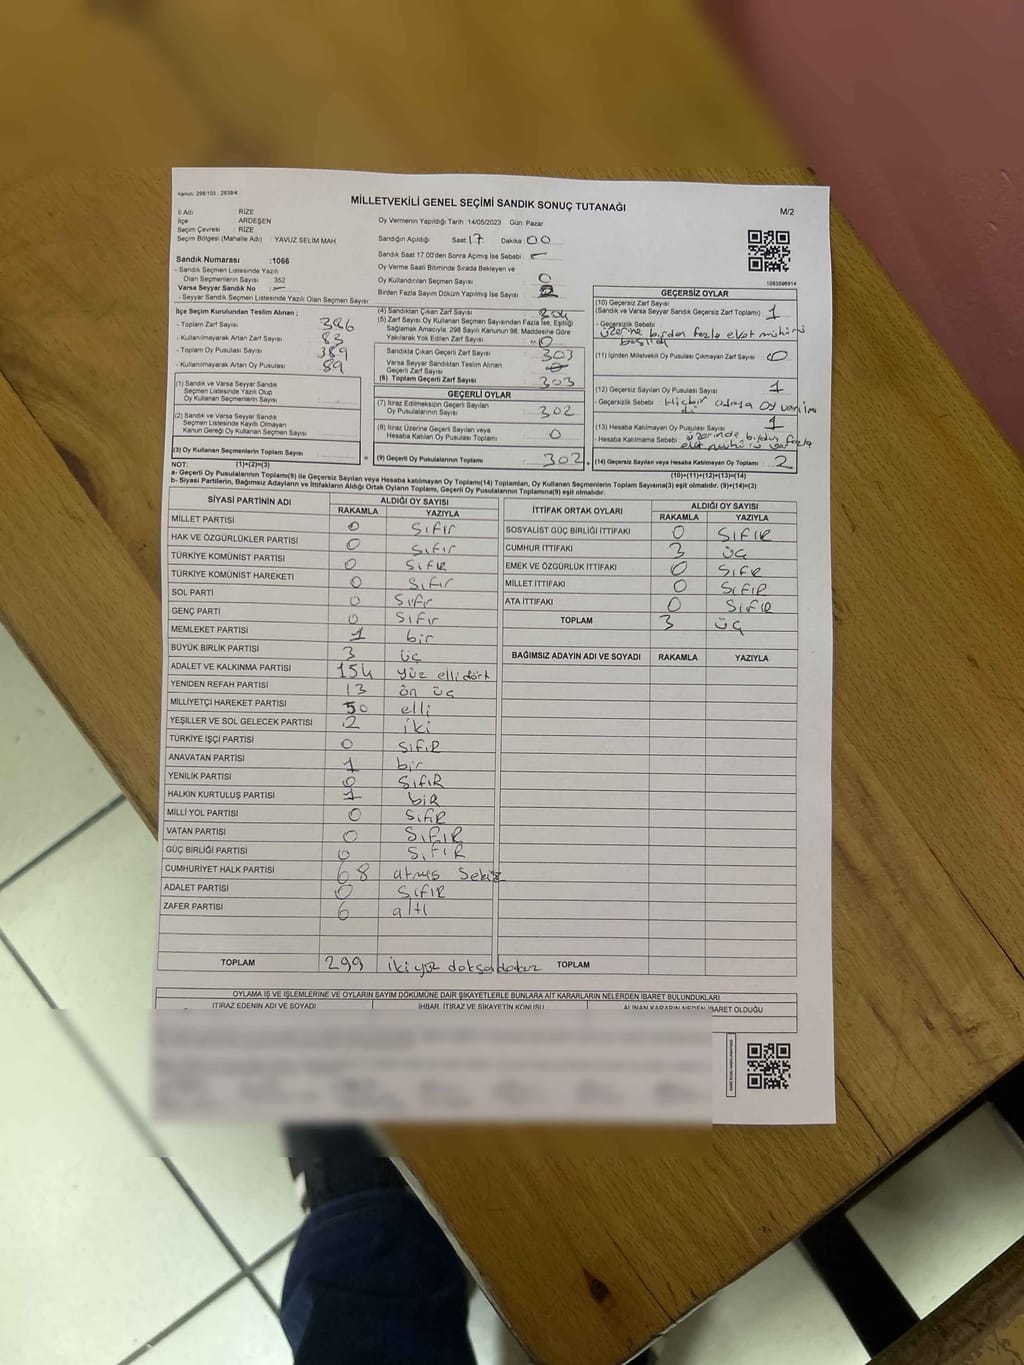 Kanun: 298/105 , 2839/4
MİLLETVEKİLİ GENEL SEÇİMİ SANDIK SONUÇ TUTANAĞI
M/2
İl Adı RİZE
İlçe ARDEŞEN
Seçim Çevresi RİZE
Seçim Bölgesi (Mahalle Adı) : YAVUZ SELİM MAH.
Oy Vermenin Yapıldığı Tarih :14/05/2023 Gün: Pazar
Sandığın Açıldığı Saat 17 Dakika 00
Sandık Saat 17:00'den Sonra Açılmış İse Sebebi -
Oy Verme Saati Bitiminde Sırada Bekleyen ve
Oy Kullandırılan Seçmen Sayısı 0
Birden Fazla Sayım Döküm Yapılmış İse Sayısı 2
1083596914
Sandık Numarası :1066
- Sandık Seçmen Listesinde Yazılı
Olan Seçmenlerin Sayısı 352
Varsa Seyyar Sandık No : -
- Seyyar Sandık Seçmen Listesinde Yazılı Olan Seçmen Sayısı
İlçe Seçim Kurulundan Teslim Alınan ;
- Toplam Zarf Sayısı 386
- Kullanılmayarak Artan Zarf Sayısı 83
- Toplam Oy Pusulası Sayısı 389
- Kullanılmayarak Artan Oy Pusulası 89
(1) Sandık ve Varsa Seyyar Sandık
Seçmen Listesinde Yazılı Olup
Oy Kullanan Seçmenlerin Sayısı
(2) Sandık ve Varsa Seyyar Sandık
Seçmen Listesinde Kayıtlı Olmayan
Kanun Gereği Oy Kullanan Seçmen Sayısı
(3) Oy Kullanan Seçmenlerin Toplam Sayısı
(1)+(2)=(3)
(4) Sandıktan Çıkan Zarf Sayısı : 304
(5) Zarf Sayısı Oy Kullanan Seçmen Sayısından Fazla İse, Eşitliği
Sağlamak Amacıyla, 298 Sayılı Kanunun 98. Maddesine Göre
Yakılarak Yok Edilen Zarf Sayısı 0
Sandıkta Çıkan Geçerli Zarf Sayısı 303
Varsa Seyyar Sandıktan Teslim Alınan
Geçerli Zarf Sayısı
(6) Toplam Geçerli Zarf Sayısı 303
GEÇERLİ OYLAR
(7) İtiraz Edilmeksizin Geçerli Sayılan
Oy Pusulalarının Sayısı 302
(8) İtiraz Üzerine Geçerli Sayılan veya
Hesaba Katılan Oy Pusulası Toplamı 0
(9) Geçerli Oy Pusulalarının Toplamı 302
GEÇERSİZ OYLAR
(10) Geçersiz Zarf Sayısı
(Sandık ve Varsa Seyyar Sandık Geçersiz Zarf Toplamı) : 1
- Geçersizlik Sebebi
üzerine birden fazla evet mührü
basıldı
(11) İçinden Milletvekili Oy Pusulası Çıkmayan Zarf Sayısı 0
(12) Geçersiz Sayılan Oy Pusulası Sayısı 1
- Geçersizlik Sebebi Hiçbir adaya oy verilme
di
(13) Hesaba Katılmayan Oy Pusulası Sayısı 1
- Hesaba Katılmama Sebebi üzerinde birden fazla
evet mührü
(14) Geçersiz Sayılan veya Hesaba Katılmayan Oy Toplamı 2
(10)+(11)+(12)+(13)=(14)
NOT:
a- Geçerli Oy Pusulalarının Toplamı(9) ile Geçersiz Sayılan veya Hesaba katılmayan Oy Toplamı(14) Toplamları, Oy Kullanan Seçmenlerin Toplam Sayısına(3) eşit olmalıdır. (9)+(14)=(3)
b- Siyasi Partilerin, Bağımsız Adayların ve İttifakların Aldığı Ortak Oyların Toplamı, Geçerli Oy Pusulalarının Toplamına(9) eşit olmalıdır.
SİYASİ PARTİNİN ADI ALDIĞI OY SAYISI
RAKAMLA YAZIYLA
MİLLET PARTİSİ 0 Sıfır
HAK VE ÖZGÜRLÜKLER PARTİSİ 0 Sıfır
TÜRKİYE KOMÜNİST PARTİSİ 0 SıfıR
TÜRKİYE KOMÜNİST HAREKETİ 0 Sıfır
SOL PARTİ 0 Sıfır
GENÇ PARTİ 0 Sıfır
MEMLEKET PARTİSİ 1 bir
BÜYÜK BİRLİK PARTİSİ 3 üç
ADALET VE KALKINMA PARTİSİ 154 yüz ellidört
YENİDEN REFAH PARTİSİ 13 ön üç
MİLLİYETÇİ HAREKET PARTİSİ 50 elli
YEŞİLLER VE SOL GELECEK PARTİSİ 2 iki
TÜRKİYE İŞÇİ PARTİSİ 0 SıfıR
ANAVATAN PARTİSİ 1 bir
YENİLİK PARTİSİ 0 SıfıR
HALKIN KURTULUŞ PARTİSİ 1 biR
MİLLİ YOL PARTİSİ 0 SıfıR
VATAN PARTİSİ 0 SıfıR
GÜÇ BİRLİĞİ PARTİSİ 0 SıfıR
CUMHURİYET HALK PARTİSİ 68 atmış Sekiz
ADALET PARTİSİ 0 SıfıR
ZAFER PARTİSİ 6 altı
TOPLAM 299 ikiyüz doksandokuz
İTTİFAK ORTAK OYLARI ALDIĞI OY SAYISI
RAKAMLA YAZIYLA
SOSYALİST GÜÇ BİRLİĞİ İTTİFAKI 0 SıfıR
CUMHUR İTTİFAKI 3 üç
EMEK VE ÖZGÜRLÜK İTTİFAKI 0 SıfR
MİLLET İTTİFAKI 0 SıfıR
ATA İTTİFAKI 0 SıfıR
TOPLAM 3 üç
BAĞIMSIZ ADAYIN ADI VE SOYADI RAKAMLA YAZIYLA
TOPLAM
OYLAMA İŞ VE İŞLEMLERİNE VE OYLARIN SAYIM DÖKÜMÜNE DAİR ŞİKAYETLERLE BUNLARA AİT KARARLARIN NELERDEN İBARET BULUNDUKLARI
İTİRAZ EDENİN ADI VE SOYADI İHBAR, İTİRAZ VE ŞİKAYETİN KONUSU ALINAN KARARIN NEDEN İBARET OLDUĞU